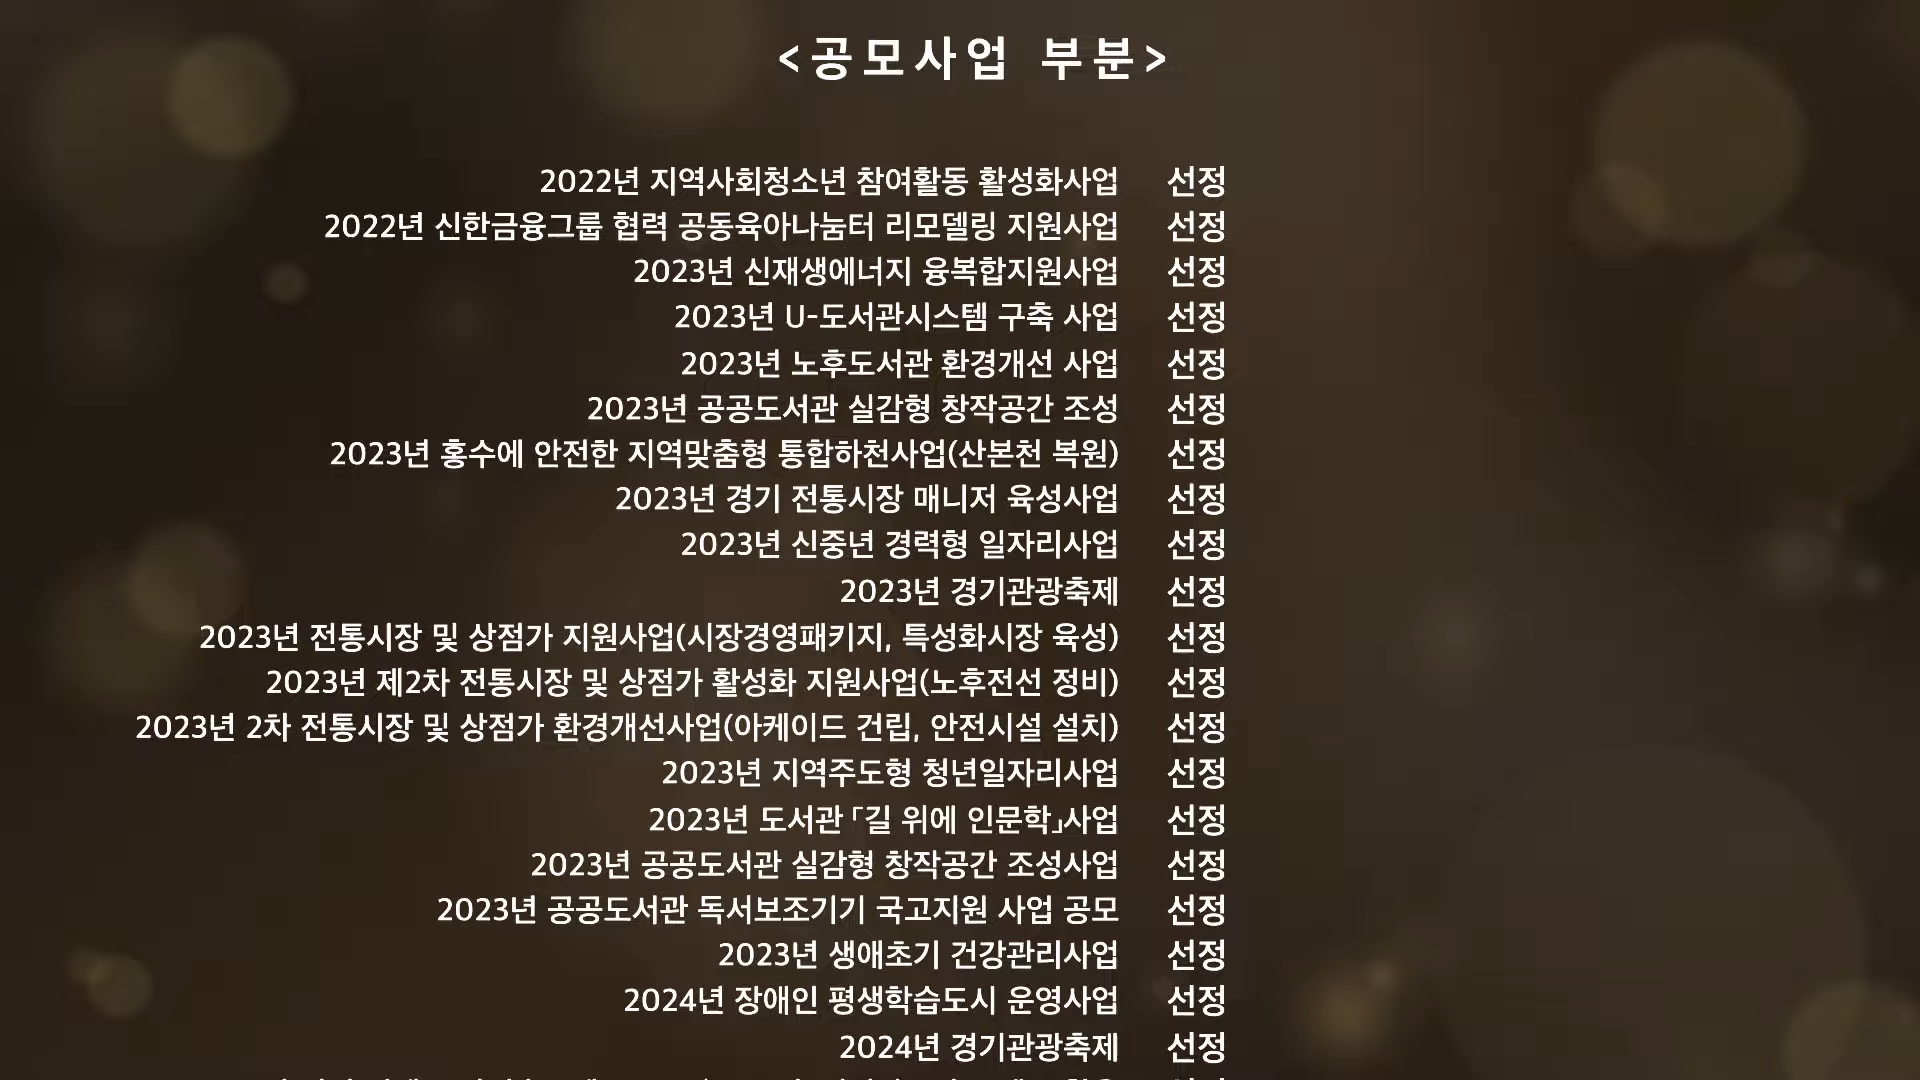 <공모사업 부분>
2022년 지역사회청소년 참여활동 활성화사업 선정
2022년 신한금융그룹 협력 공동육아나눔터 리모델링 지원사업 선정
2023년 신재생에너지 융복합지원사업 선정
2023년 U-도서관시스템 구축 사업 선정
2023년 노후도서관 환경개선 사업 선정
2023년 공공도서관 실감형 창작공간 조성 선정
2023년 홍수에 안전한 지역맞춤형 통합하천사업(산본천 복원) 선정
2023년 경기 전통시장 매니저 육성사업 선정
2023년 신중년 경력형 일자리사업 선정
2023년 경기관광축제 선정
2023년 전통시장 및 상점가 지원사업(시장경영패키지, 특성화시장 육성) 선정
2023년 제2차 전통시장 및 상점가 활성화 지원사업(노후전선 정비) 선정
2023년 2차 전통시장 및 상점가 환경개선사업(아케이드 건립, 안전시설 설치) 선정
2023년 지역주도형 청년일자리사업 선정
2023년 도서관 「길 위에 인문학」사업 선정
2023년 공공도서관 실감형 창작공간 조성사업 선정
2023년 공공도서관 독서보조기기 국고지원 사업 공모 선정
2023년 생애초기 건강관리사업 선정
2024년 장애인 평생학습도시 운영사업 선정
2024년 경기관광축제 선정